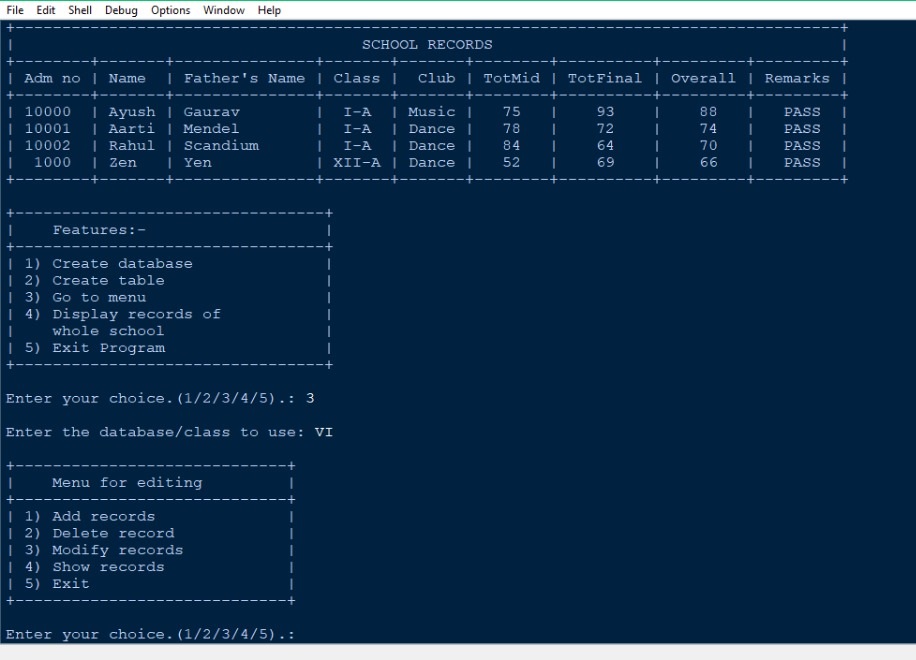 File Edit Shell Debug Options Window Help
SCHOOL RECORDS
| Adm no | Name | Father's Name | Class | Club | TotMid | TotFinal | Overall | Remarks |
| 10000 | Ayush | Gaurav | I-A | Music | 75 | 93 | 88 | PASS |
| 10001 | Aarti | Mendel | I-A | Dance | 78 | 72 | 74 | PASS |
| 10002 | Rahul | Scandium | I-A | Dance | 84 | 64 | 70 | PASS |
| 1000 | Zen | Yen | XII-A | Dance | 52 | 69 | 66 | PASS |
Features:-
1) Create database
2) Create table
3) Go to menu
4) Display records of
whole school
5) Exit Program
Enter your choice.(1/2/3/4/5).: 3
Enter the database/class to use: VI
Menu for editing
1) Add records
2) Delete record
3) Modify records
4) Show records
5) Exit
Enter your choice.(1/2/3/4/5).: